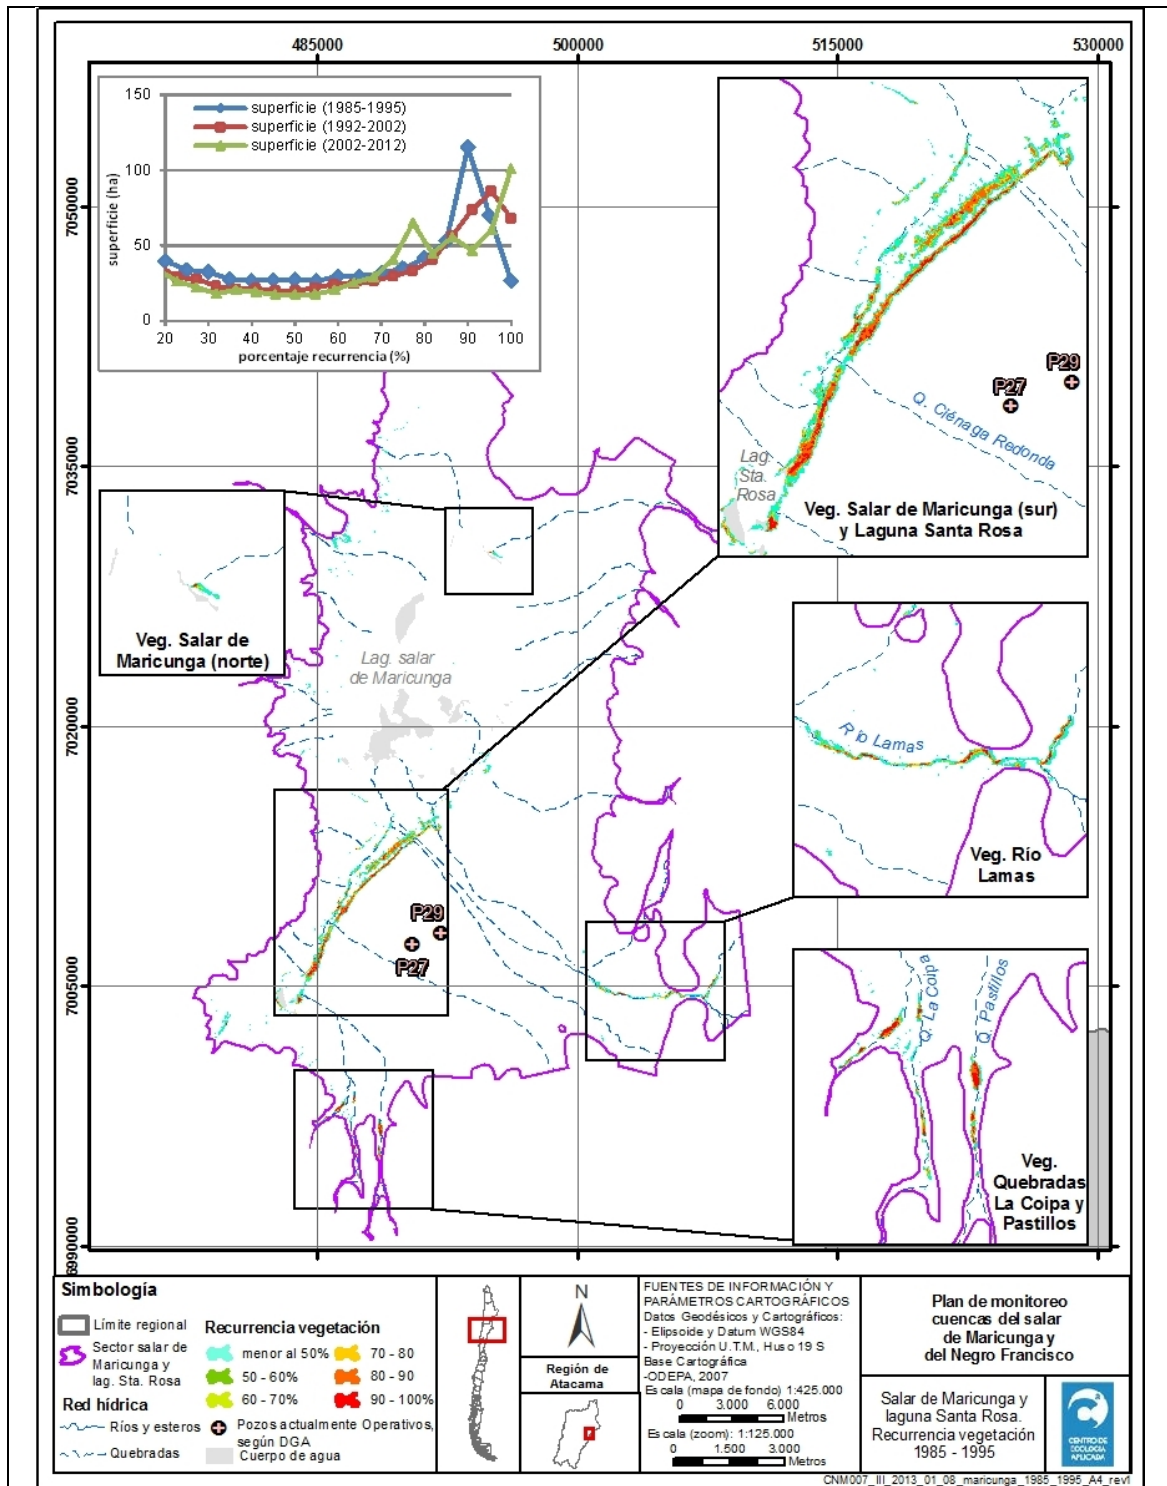 485000
500000
515000
530000
7050000
7035000
7020000
7005000
6990000
150
100
50
0
superficie (ha)
superficie (1985-1995)
superficie (1992-2002)
superficie (2002-2012)
20 30 40 50 60 70 80 90 100
porcentaje recurrencia (%)
P29
P27
Q. Ciénaga Redonda
Lag.
Sta.
Rosa
Veg. Salar de Maricunga (sur)
y Laguna Santa Rosa
Veg. Salar de
Maricunga (norte)
Lag. salar
de Maricunga
Río Lamas
Veg. Río
Lamas
P29
P27
Q. La Coipa
Q. Pastillos
Veg.
Quebradas
La Coipa y
Pastillos
Simbología
Límite regional
Sector salar de
Maricunga y
lag. Sta. Rosa
Red hídrica
Ríos y esteros
Quebradas
Recurrencia vegetación
menor al 50%
50 - 60%
60 - 70%
70 - 80
80 - 90
90 - 100%
Pozos actualmente Operativos,
según DGA
Cuerpo de agua
N
Región de
Atacama
FUENTES DE INFORMACIÓN Y
PARÁMETROS CARTOGRÁFICOS
Datos Geodésicos y Cartográficos:
- Elipsoide y Datum WGS84
- Proyección U.T.M., Huso 19 S
Base Cartográfica
-ODEPA, 2007
Escala (mapa de fondo) 1:425.000
0 3.000 6.000
Metros
Escala (zoom): 1:125.000
0 1.500 3.000
Metros
Plan de monitoreo
cuencas del salar
de Maricunga y
del Negro Francisco
Salar de Maricunga y
laguna Santa Rosa.
Recurrencia vegetación
1985 - 1995
CENTRO DE
ECOLOGÍA
APLICADA
CNM007_III_2013_01_08_maricunga_1985_1995_A4_rev1